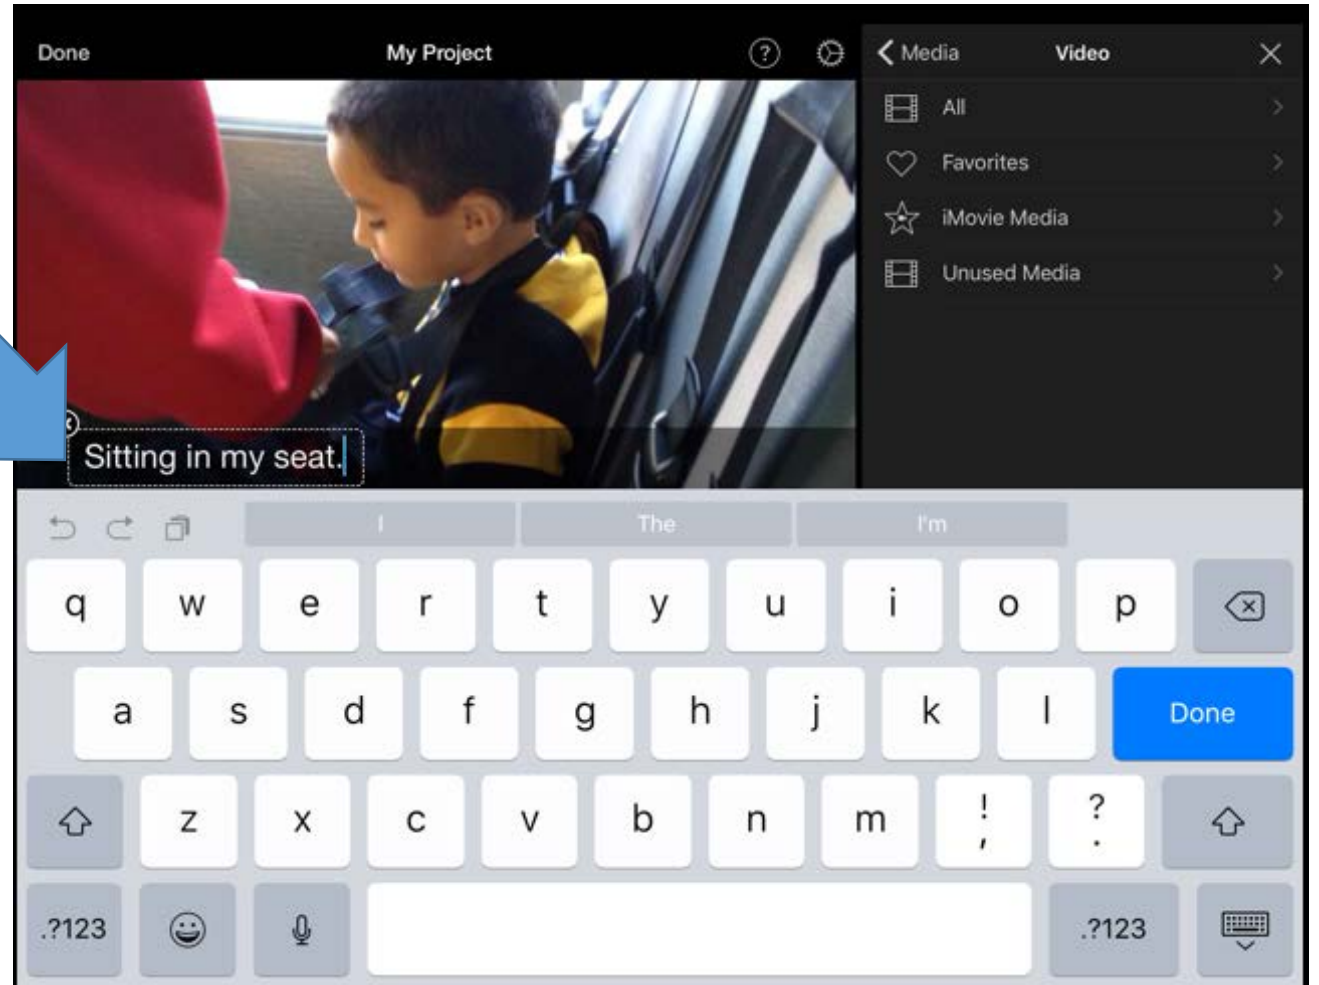 Done My Project ? Media Video
All
Favorites
iMovie Media
Unused Media
Sitting in my seat.
I The I'm
q w e r t y u i o p
a s d f g h j k l Done
z x c v b n m ! , ? .
.?123 .?123